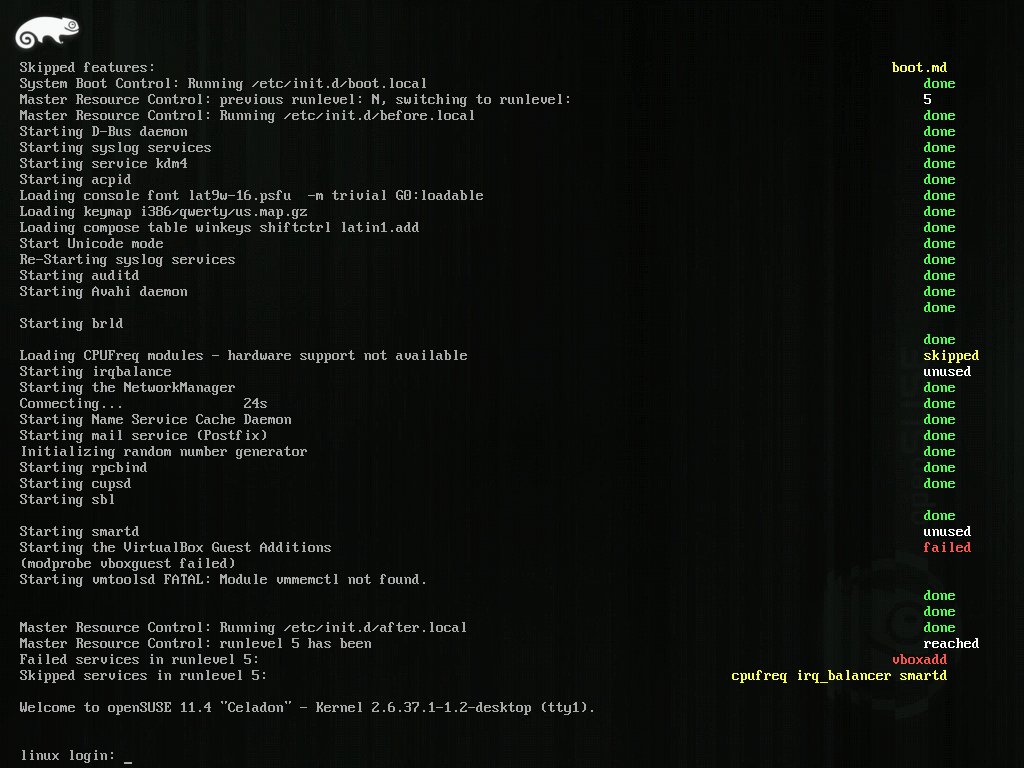 Skipped features: boot.md
System Boot Control: Running /etc/init.d/boot.local done
Master Resource Control: previous runlevel: N, switching to runlevel: 5
Master Resource Control: Running /etc/init.d/before.local done
Starting D-Bus daemon done
Starting syslog services done
Starting service kdm4 done
Starting acpid done
Loading console font lat9w-16.psfu  -m trivial G0:loadable done
Loading keymap i386/qwerty/us.map.gz done
Loading compose table winkeys shiftctrl latin1.add done
Start Unicode mode done
Re-Starting syslog services done
Starting auditd done
Starting Avahi daemon done
done
Starting brld
done
Loading CPUFreq modules - hardware support not available skipped
Starting irqbalance unused
Starting the NetworkManager done
Connecting... 24s done
Starting Name Service Cache Daemon done
Starting mail service (Postfix) done
Initializing random number generator done
Starting rpcbind done
Starting cupsd done
Starting sbl
done
Starting smartd unused
Starting the VirtualBox Guest Additions failed
(modprobe vboxguest failed)
Starting vmtoolsd FATAL: Module vmmemctl not found.
done
done
Master Resource Control: Running /etc/init.d/after.local done
Master Resource Control: runlevel 5 has been reached
Failed services in runlevel 5: vboxadd
Skipped services in runlevel 5: cpufreq irq_balancer smartd
Welcome to openSUSE 11.4 "Celadon" - Kernel 2.6.37.1-1.2-desktop (tty1).
linux login: _